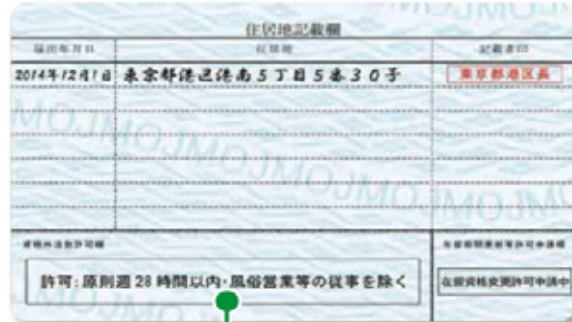 住居地記載欄
届出年月日 住居地 記載者印
2014年12月1日 東京都港区港南5丁目5番30号 東京都港区長
MOJMOJMOJMOJMOJ
資格外活動許可欄 在留期間更新等許可申請欄
許可:原則週28時間以内・風俗営業等の従事を除く 在留資格変更許可申請中